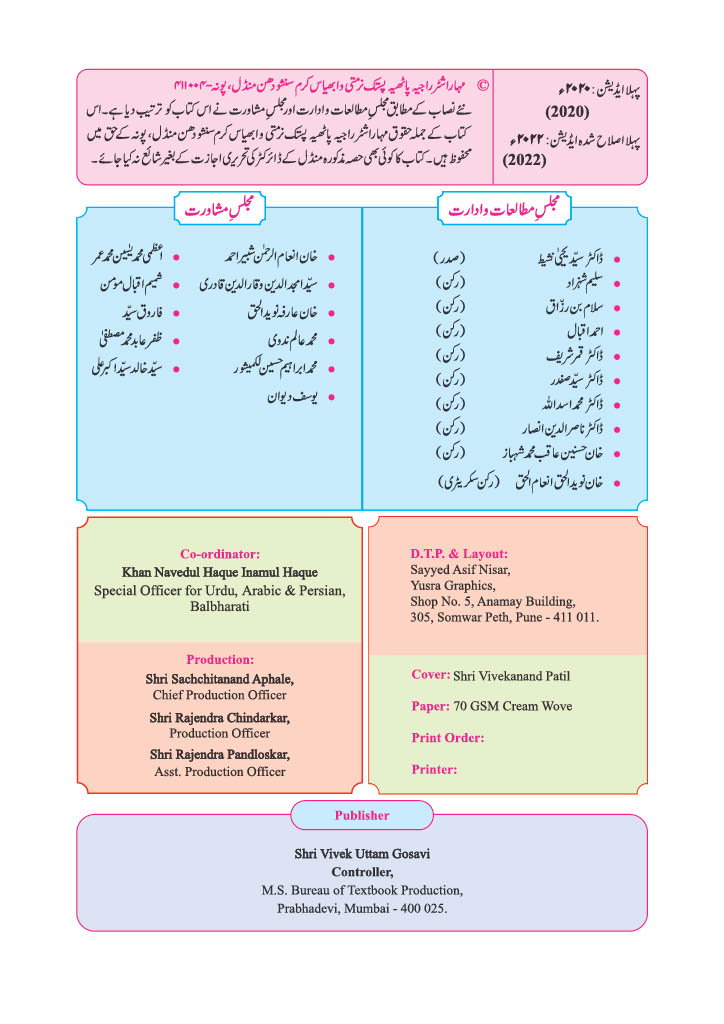 پہلا ایڈیشن: ۲۰۲۰ء
(2020)
پہلا اصلاح شدہ ایڈیشن: ۲۰۲۲ء
(2022)
© مہاراشٹر راجیہ پاٹھیہ پستک نرمتی وابھیاس کرم سنشودھن منڈل، پونہ-۴۱۱۰۰۴
نئے نصاب کے مطابق مجلسِ مطالعات و ادارت اور مجلسِ مشاورت نے اس کتاب کو ترتیب دیا ہے۔ اس
کتاب کے جملہ حقوق مہاراشٹر راجیہ پاٹھیہ پستک نرمتی وابھیاس کرم سنشودھن منڈل، پونہ کے حق میں
محفوظ ہیں۔ کتاب کا کوئی بھی حصہ مذکورہ منڈل کے ڈائرکٹر کی تحریری اجازت کے بغیر شائع نہ کیا جائے۔
مجلسِ مطالعات و ادارت
• ڈاکٹر سیّد یحییٰ نشیط (صدر)
• سلیم شہزاد (رکن)
• سلام بن رزّاق (رکن)
• احمد اقبال (رکن)
• ڈاکٹر قمر شریف (رکن)
• ڈاکٹر سیّد صفدر (رکن)
• ڈاکٹر محمد اسد اللہ (رکن)
• ڈاکٹر ناصر الدین انصار (رکن)
• خان حسنین عاقب محمد شہباز (رکن)
• خان نوید الحق انعام الحق (رکن سکریٹری)
مجلسِ مشاورت
• خان انعام الرحمٰن شبیر احمد
• سیّد امجد الدین وقار الدین قادری
• خان عارفہ نوید الحق
• محمد عالم ندوی
• محمد ابراہیم حسین لکمیشور
• یوسف دیوان
• اعظمی محمد یٰسین محمد عمر
• شمیم اقبال مومن
• فاروق سیّد
• ظفر عابد محمد مصطفیٰ
• سیّد خالد سیّد اکبر علی
Co-ordinator:
Khan Navedul Haque Inamul Haque
Special Officer for Urdu, Arabic & Persian,
Balbharati
Production:
Shri Sachchitanand Aphale,
Chief Production Officer
Shri Rajendra Chindarkar,
Production Officer
Shri Rajendra Pandloskar,
Asst. Production Officer
D.T.P. & Layout:
Sayyed Asif Nisar,
Yusra Graphics,
Shop No. 5, Anamay Building,
305, Somwar Peth, Pune - 411 011.
Cover: Shri Vivekanand Patil
Paper: 70 GSM Cream Wove
Print Order:
Printer:
Publisher
Shri Vivek Uttam Gosavi
Controller,
M.S. Bureau of Textbook Production,
Prabhadevi, Mumbai - 400 025.